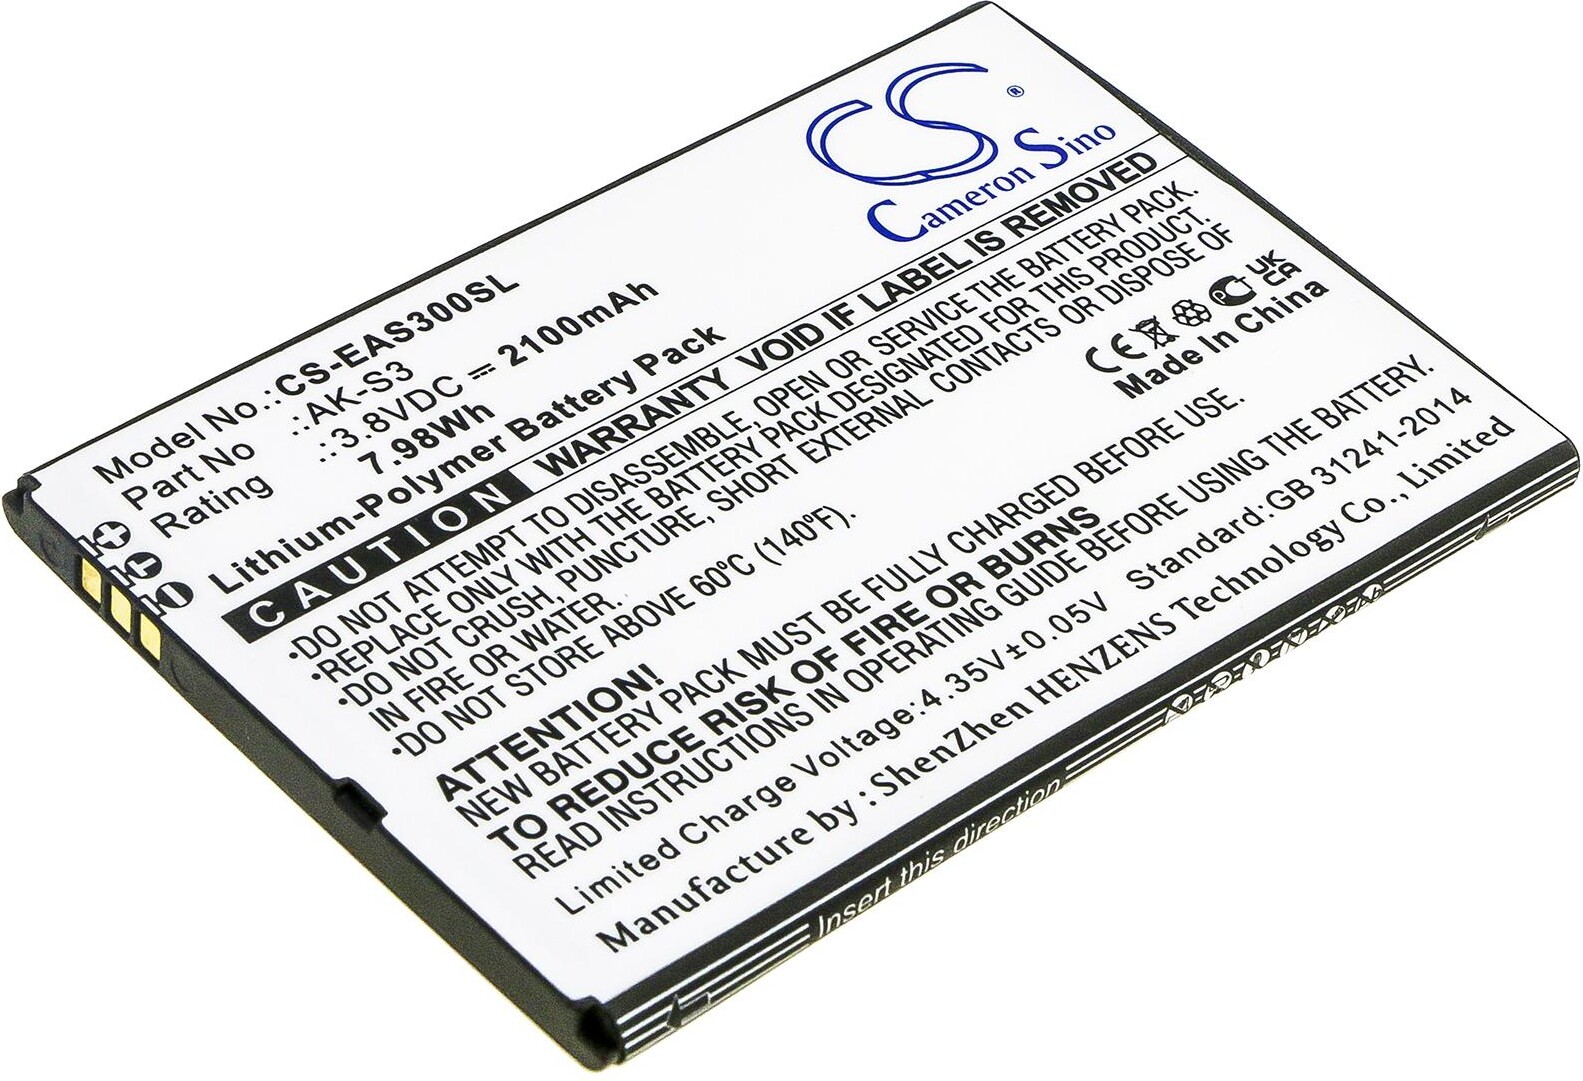 CS®
Cameron Sino
Model No.:CS-EAS300SL
Part No .:AK-S3
Rating .:3.8VDC ⎓ 2100mAh
7.98Wh
Lithium-Polymer Battery Pack
CAUTION WARRANTY VOID IF LABEL IS REMOVED
•DO NOT ATTEMPT TO DISASSEMBLE, OPEN OR SERVICE THE BATTERY PACK.
•REPLACE ONLY WITH THE BATTERY PACK DESIGNATED FOR THIS PRODUCT.
•DO NOT CRUSH, PUNCTURE, SHORT EXTERNAL CONTACTS OR DISPOSE OF
IN FIRE OR WATER.
•DO NOT STORE ABOVE 60°C (140°F).
CE PCT UKCA
Made In China
ATTENTION!
NEW BATTERY PACK MUST BE FULLY CHARGED BEFORE USE.
TO REDUCE RISK OF FIRE OR BURNS
READ INSTRUCTIONS OPERATING GUIDE BEFORE USING THE BATTERY.
Limited Charge Voltage:4.35V±0.05V Standard:GB 31241-2014
Manufacture by : ShenZhen HENZENS Technology Co., Limited
Insert this direction